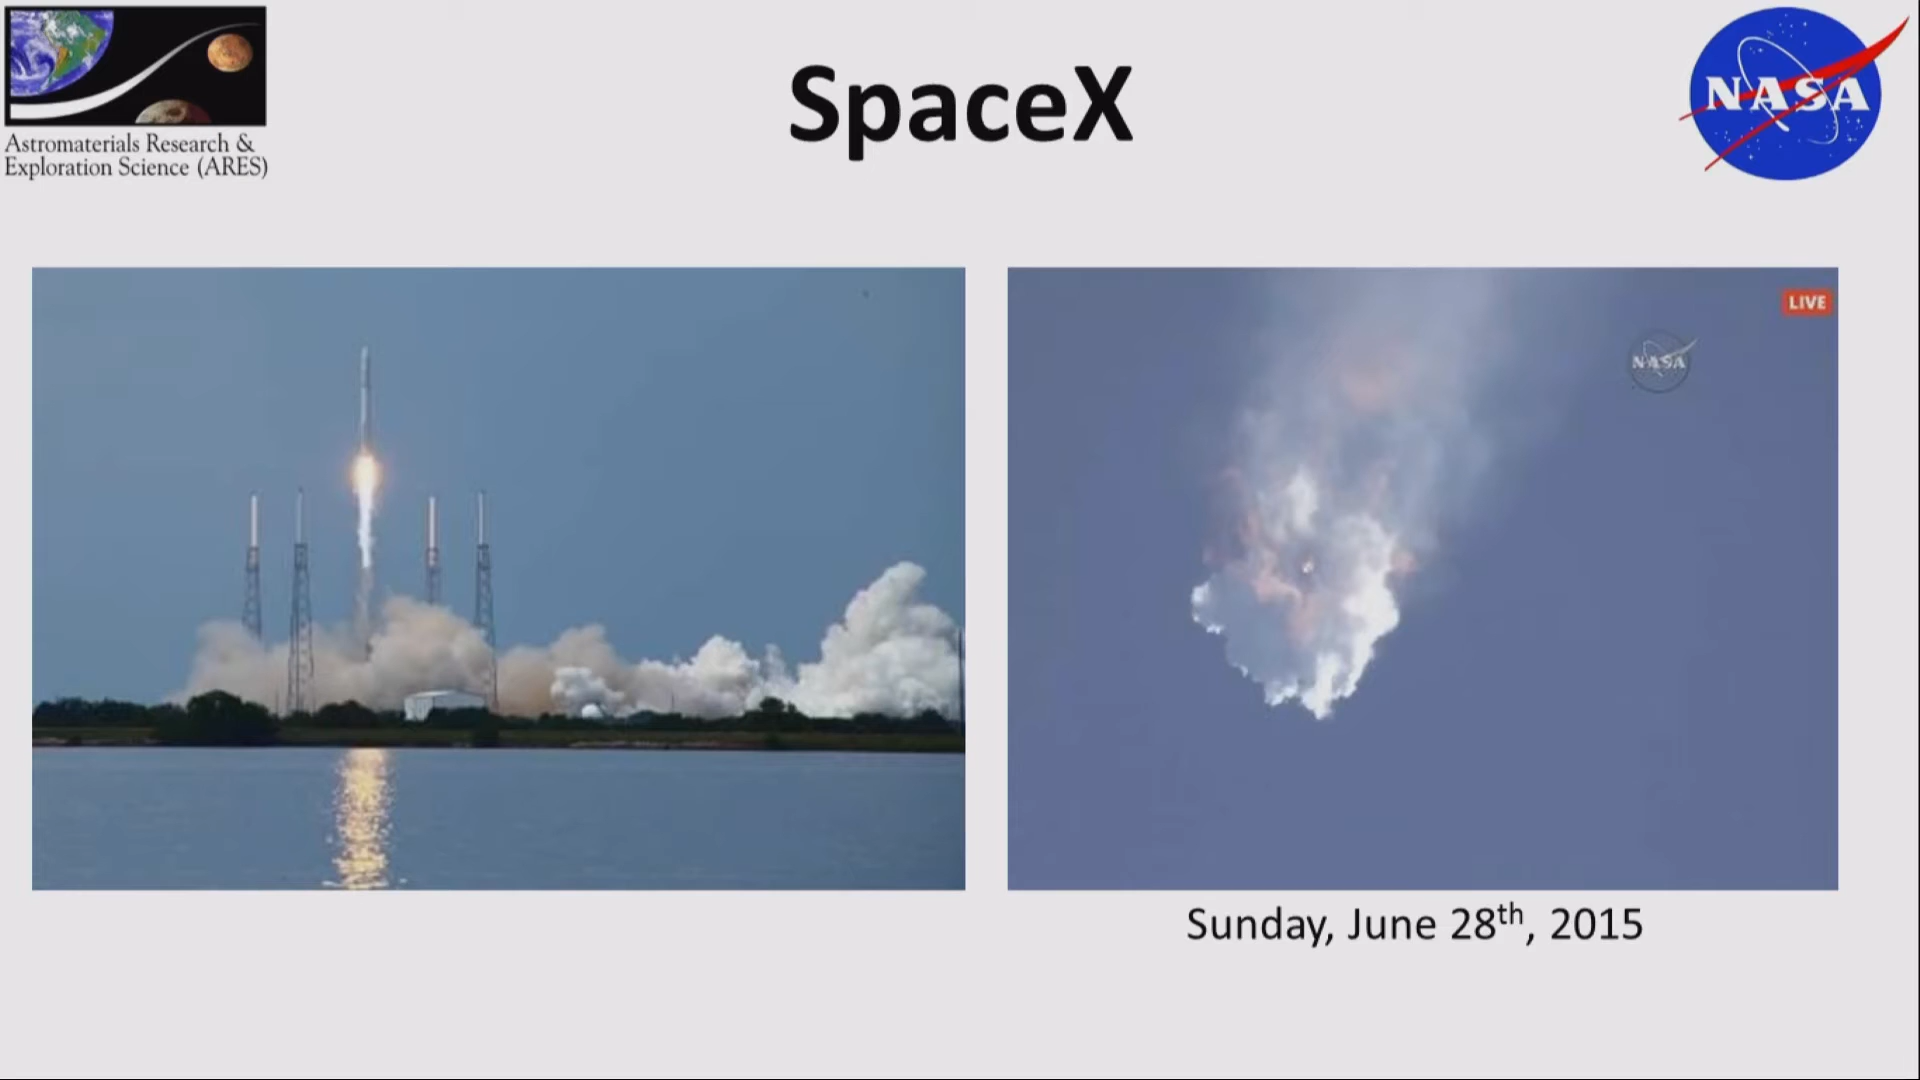 Astromaterials Research &
Exploration Science (ARES)
SpaceX
NASA
LIVE
NASA
Sunday, June 28th, 2015